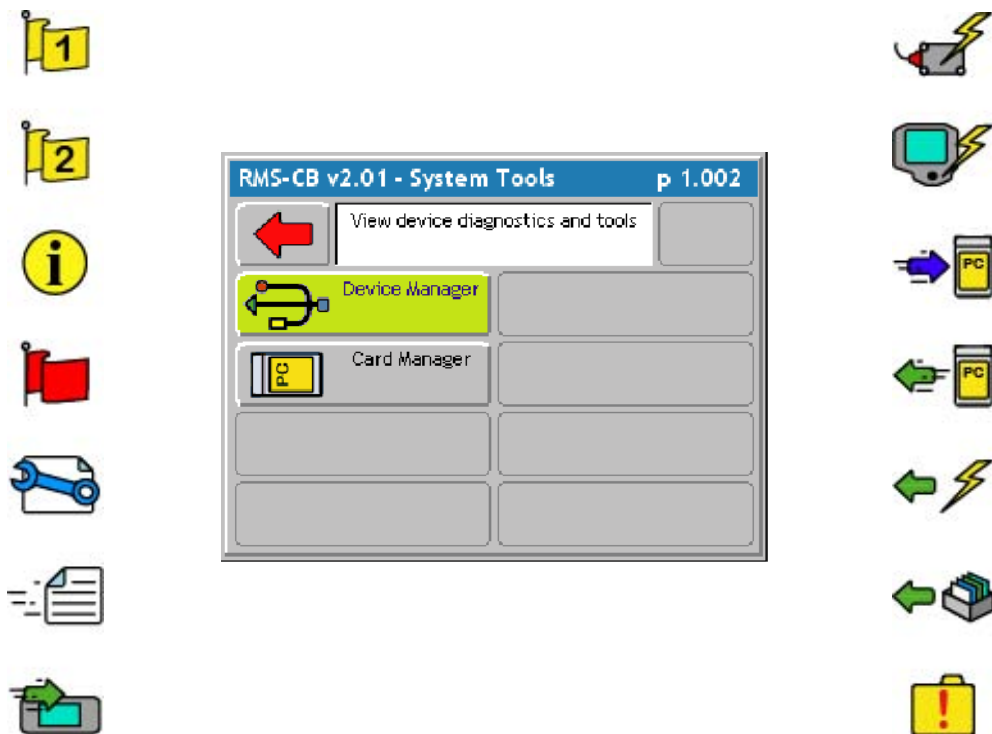 1
2
i
RMS-CB v2.01 - System Tools p 1.002
View device diagnostics and tools
Device Manager
Card Manager
PC
PC
PC
!